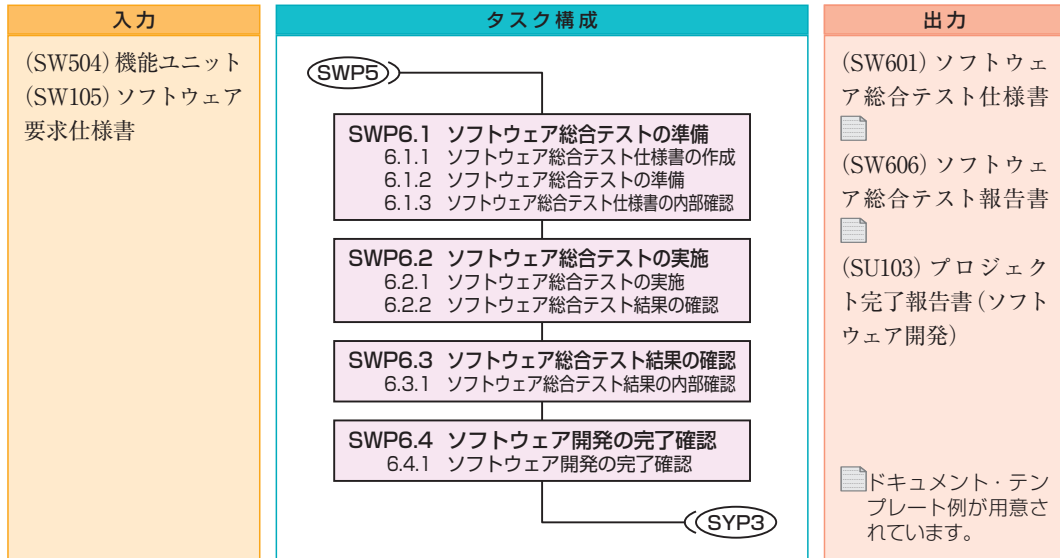 入力
(SW504) 機能ユニット
(SW105) ソフトウェア
要求仕様書
タスク構成
SWP5
SWP6.1 ソフトウェア総合テストの準備
6.1.1 ソフトウェア総合テスト仕様書の作成
6.1.2 ソフトウェア総合テストの準備
6.1.3 ソフトウェア総合テスト仕様書の内部確認
SWP6.2 ソフトウェア総合テストの実施
6.2.1 ソフトウェア総合テストの実施
6.2.2 ソフトウェア総合テスト結果の確認
SWP6.3 ソフトウェア総合テスト結果の確認
6.3.1 ソフトウェア総合テスト結果の内部確認
SWP6.4 ソフトウェア開発の完了確認
6.4.1 ソフトウェア開発の完了確認
SYP3
出力
(SW601) ソフトウェ
ア総合テスト仕様書
(SW606) ソフトウェ
ア総合テスト報告書
(SU103) プロジェク
ト完了報告書(ソフト
ウェア開発)
ドキュメント・テン
プレート例が用意さ
れています。